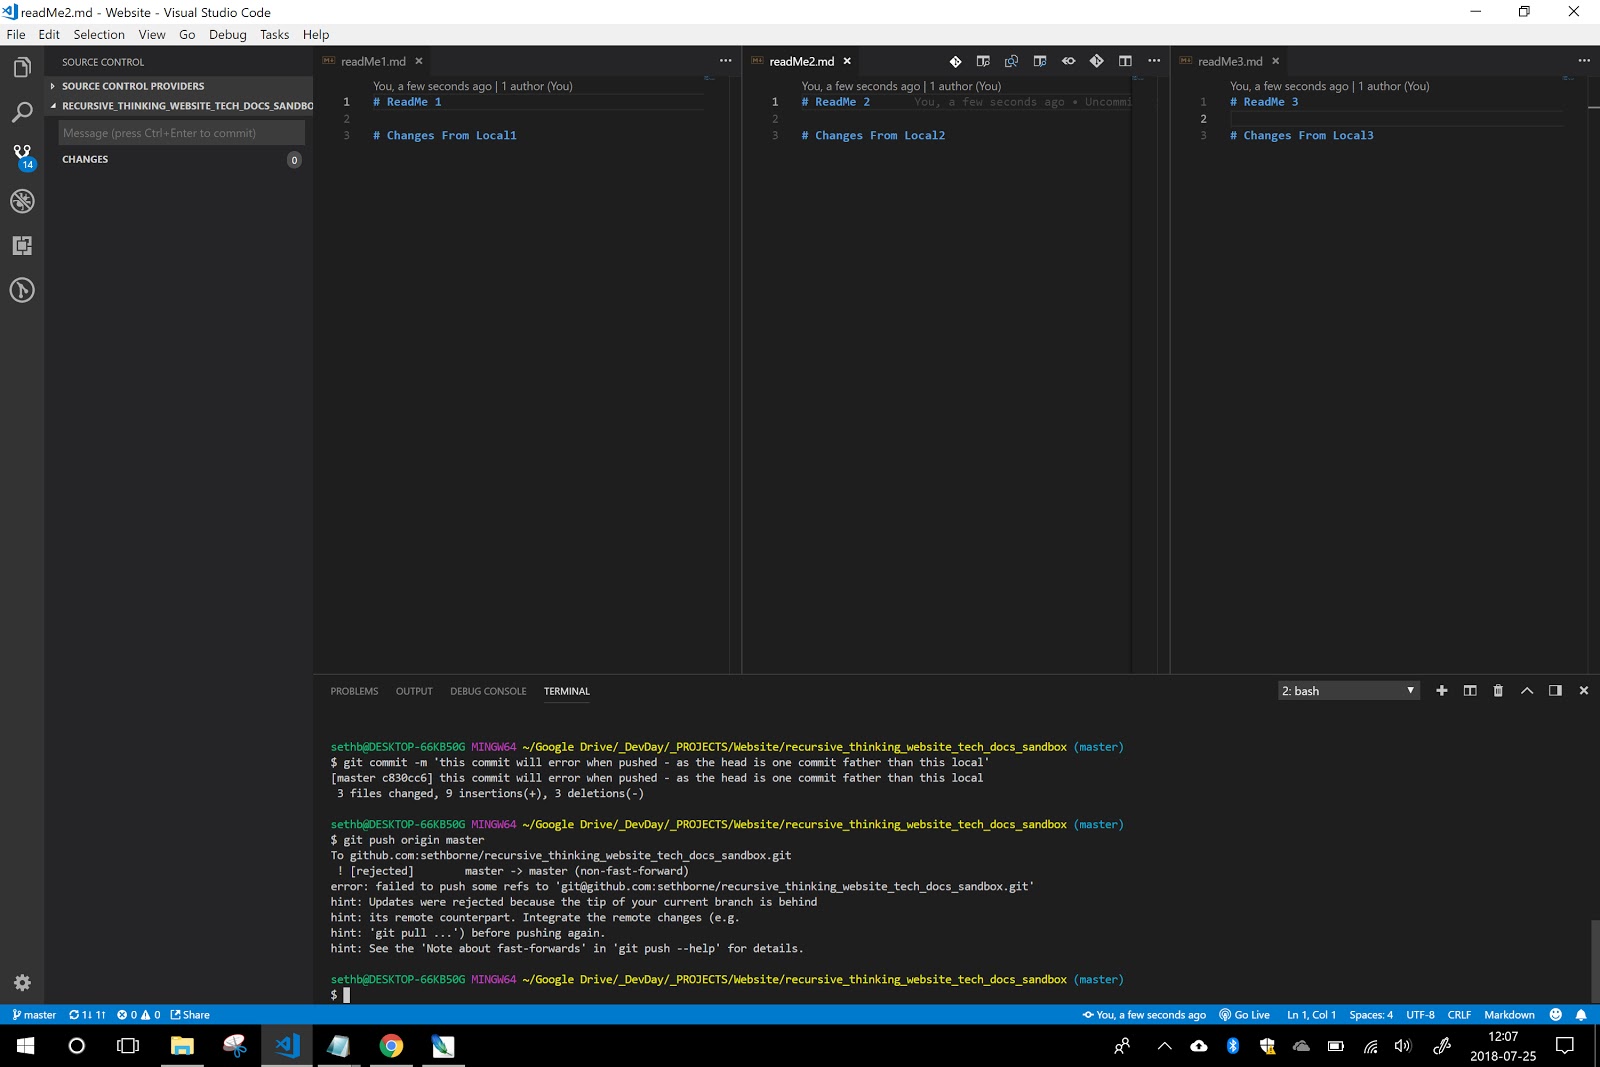 readMe2.md - Website - Visual Studio Code
File Edit Selection View Go Debug Tasks Help
SOURCE CONTROL
SOURCE CONTROL PROVIDERS
RECURSIVE_THINKING_WEBSITE_TECH_DOCS_SANDBO
Message (press Ctrl+Enter to commit)
CHANGES 0
14
readMe1.md
You, a few seconds ago | 1 author (You)
1 # ReadMe 1
2
3 # Changes From Local1
readMe2.md
You, a few seconds ago | 1 author (You)
1 # ReadMe 2 You, a few seconds ago • Uncommi
2
3 # Changes From Local2
readMe3.md
You, a few seconds ago | 1 author (You)
1 # ReadMe 3
2
3 # Changes From Local3
PROBLEMS OUTPUT DEBUG CONSOLE TERMINAL 2: bash
sethb@DESKTOP-66KB50G MINGW64 ~/Google Drive/_DevDay/_PROJECTS/Website/recursive_thinking_website_tech_docs_sandbox (master)
$ git commit -m 'this commit will error when pushed - as the head is one commit father than this local'
[master c830cc6] this commit will error when pushed - as the head is one commit father than this local
3 files changed, 9 insertions(+), 3 deletions(-)
sethb@DESKTOP-66KB50G MINGW64 ~/Google Drive/_DevDay/_PROJECTS/Website/recursive_thinking_website_tech_docs_sandbox (master)
$ git push origin master
To github.com:sethborne/recursive_thinking_website_tech_docs_sandbox.git
! [rejected] master -> master (non-fast-forward)
error: failed to push some refs to 'git@github.com:sethborne/recursive_thinking_website_tech_docs_sandbox.git'
hint: Updates were rejected because the tip of your current branch is behind
hint: its remote counterpart. Integrate the remote changes (e.g.
hint: 'git pull ...') before pushing again.
hint: See the 'Note about fast-forwards' in 'git push --help' for details.
sethb@DESKTOP-66KB50G MINGW64 ~/Google Drive/_DevDay/_PROJECTS/Website/recursive_thinking_website_tech_docs_sandbox (master)
$
master 1↓ 1↑ 0 0 Share You, a few seconds ago Go Live Ln 1, Col 1 Spaces: 4 UTF-8 CRLF Markdown
12:07
2018-07-25